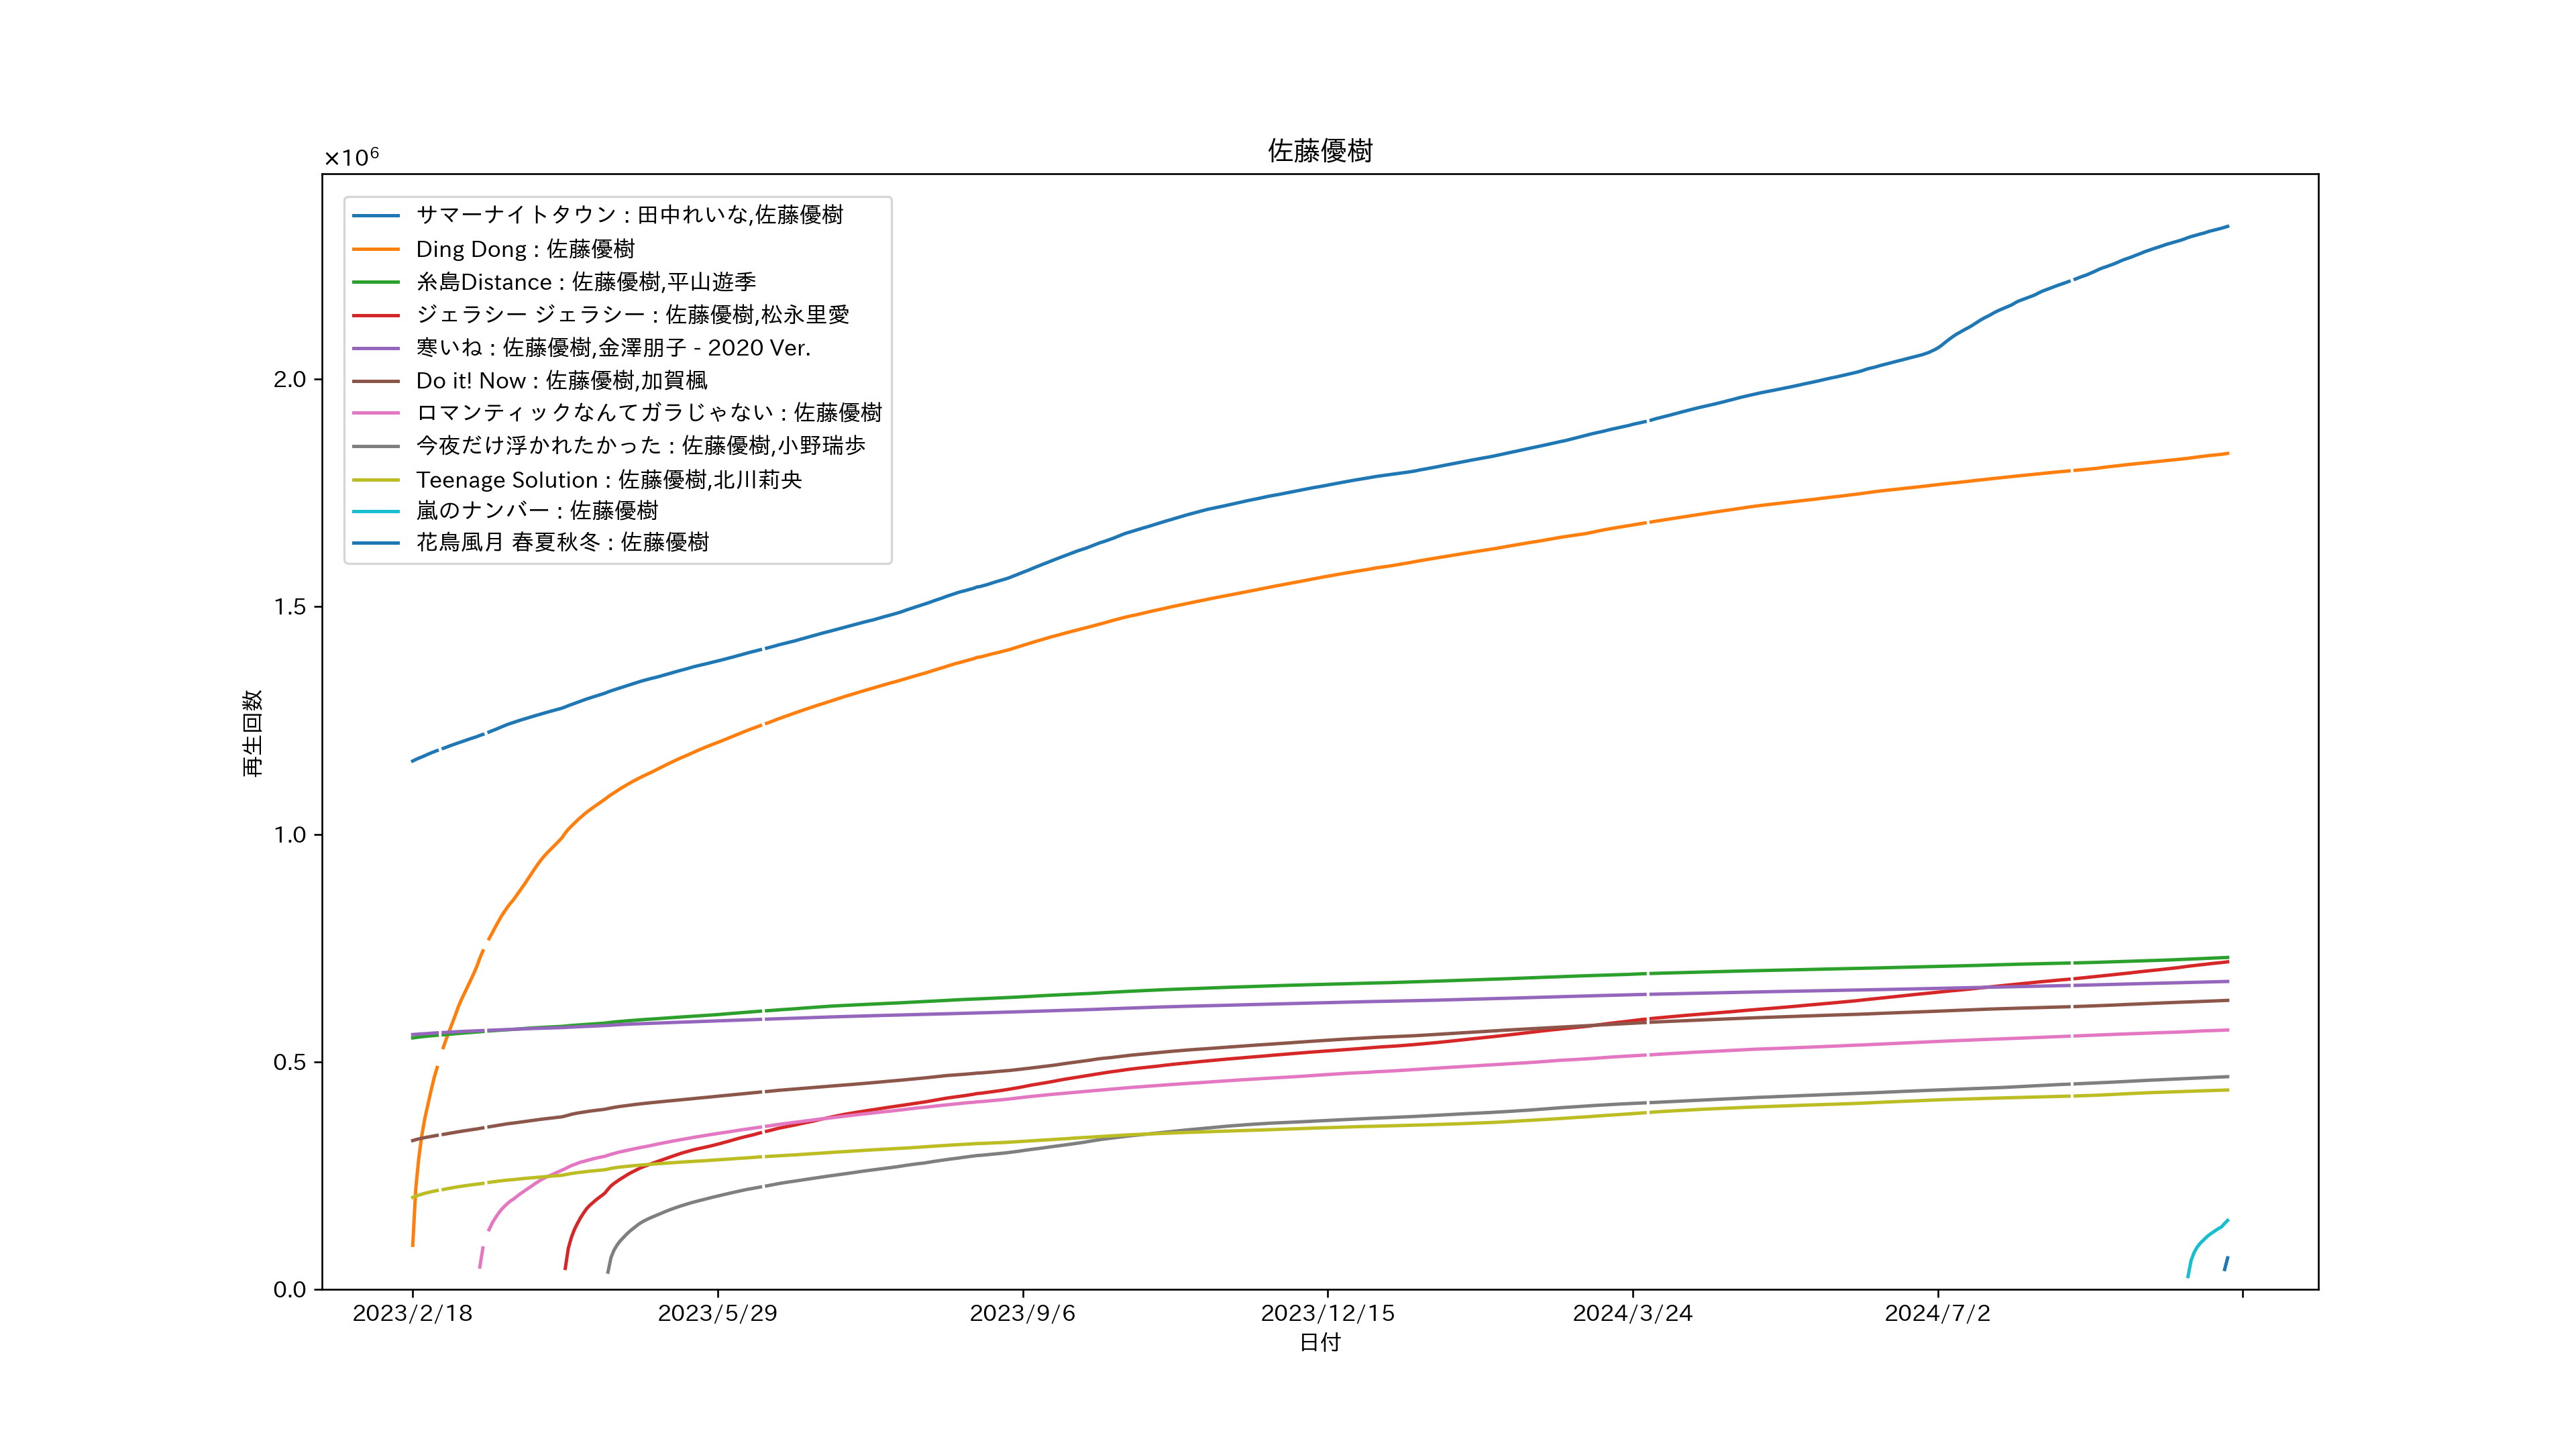 佐藤優樹
×10⁶
サマーナイトタウン : 田中れいな,佐藤優樹
Ding Dong : 佐藤優樹
糸島Distance : 佐藤優樹,平山遊季
ジェラシー ジェラシー : 佐藤優樹,松永里愛
寒いね : 佐藤優樹,金澤朋子 - 2020 Ver.
Do it! Now : 佐藤優樹,加賀楓
ロマンティックなんてガラじゃない : 佐藤優樹
今夜だけ浮かれたかった : 佐藤優樹,小野瑞歩
Teenage Solution : 佐藤優樹,北川莉央
嵐のナンバー : 佐藤優樹
花鳥風月 春夏秋冬 : 佐藤優樹
2.0
1.5
1.0
0.5
0.0
再生回数
2023/2/18
2023/5/29
2023/9/6
2023/12/15
2024/3/24
2024/7/2
日付